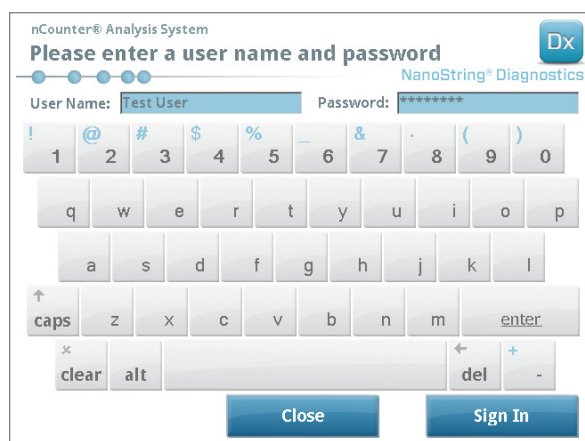 nCounter® Analysis System
Please enter a user name and password
Dx
NanoString® Diagnostics
User Name: Test User Password: ********
! @ # $ % _ & . ( )
1 2 3 4 5 6 7 8 9 0
q w e r t y u i o p
a s d f g h j k l
caps z x c v b n m enter
clear alt del + -
Close Sign In